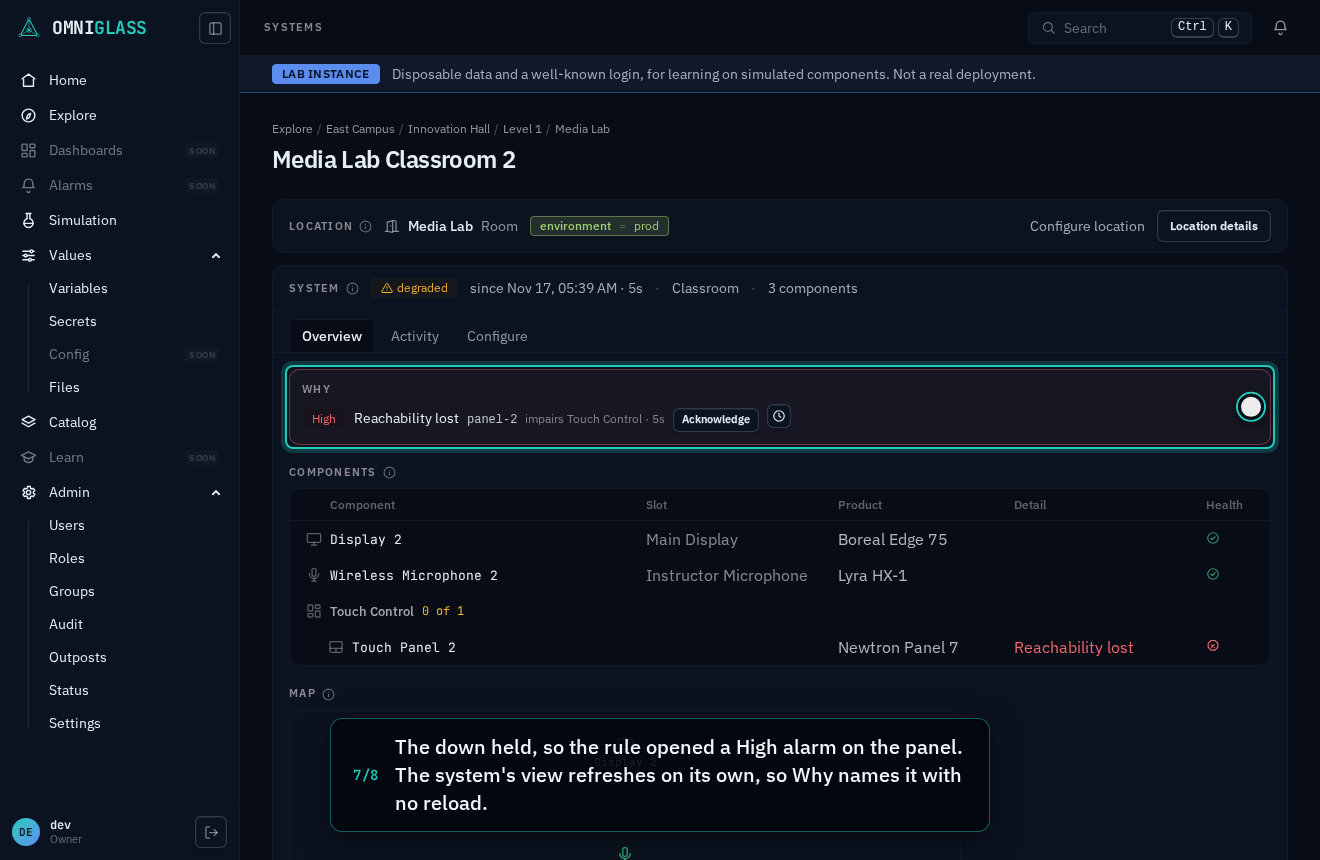 OMNIGLASS
SYSTEMS
Search Ctrl K
LAB INSTANCE Disposable data and a well-known login, for learning on simulated components. Not a real deployment.
Home
Explore
Dashboards SOON
Alarms SOON
Simulation
Values
Variables
Secrets
Config SOON
Files
Catalog
Learn SOON
Admin
Users
Roles
Groups
Audit
Outposts
Status
Settings
DE dev
Owner
Explore / East Campus / Innovation Hall / Level 1 / Media Lab
Media Lab Classroom 2
LOCATION Media Lab Room environment = prod Configure location Location details
SYSTEM degraded since Nov 17, 05:39 AM · 5s · Classroom · 3 components
Overview Activity Configure
WHY
High Reachability lost panel-2 impairs Touch Control · 5s Acknowledge
COMPONENTS
Component Slot Product Detail Health
Display 2 Main Display Boreal Edge 75
Wireless Microphone 2 Instructor Microphone Lyra HX-1
Touch Control 0 of 1
Touch Panel 2 Newtron Panel 7 Reachability lost
MAP
Display 2
7/8
The down held, so the rule opened a High alarm on the panel.
The system's view refreshes on its own, so Why names it with
no reload.